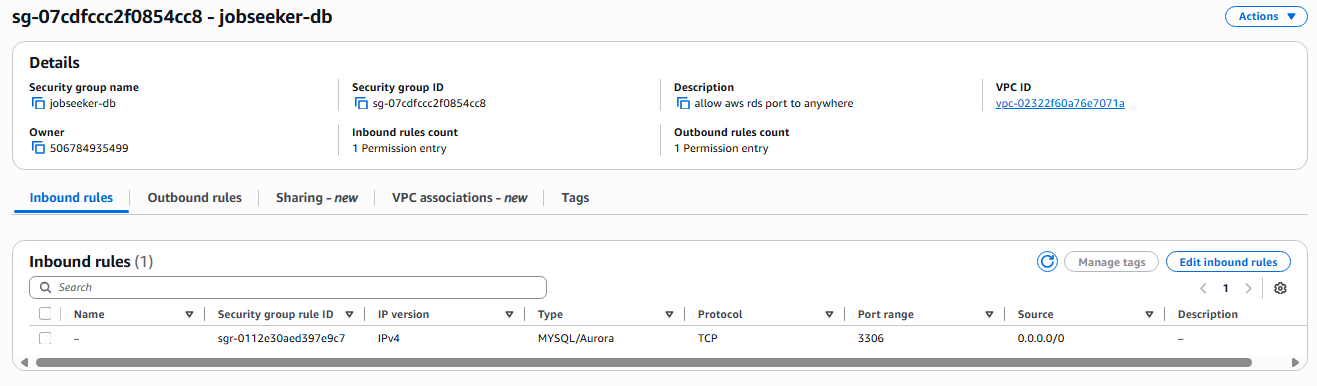 sg-07cdfccc2f0854cc8 - jobseeker-db
Actions
Details
Security group name
jobseeker-db
Security group ID
sg-07cdfccc2f0854cc8
Description
allow aws rds port to anywhere
VPC ID
vpc-02322f60a76e7071a
Owner
506784935499
Inbound rules count
1 Permission entry
Outbound rules count
1 Permission entry
Inbound rules
Outbound rules
Sharing - new
VPC associations - new
Tags
Inbound rules (1)
Manage tags
Edit inbound rules
Search
1
Name Security group rule ID IP version Type Protocol Port range Source Description
– sgr-0112e30aed397e9c7 IPv4 MYSQL/Aurora TCP 3306 0.0.0.0/0 –